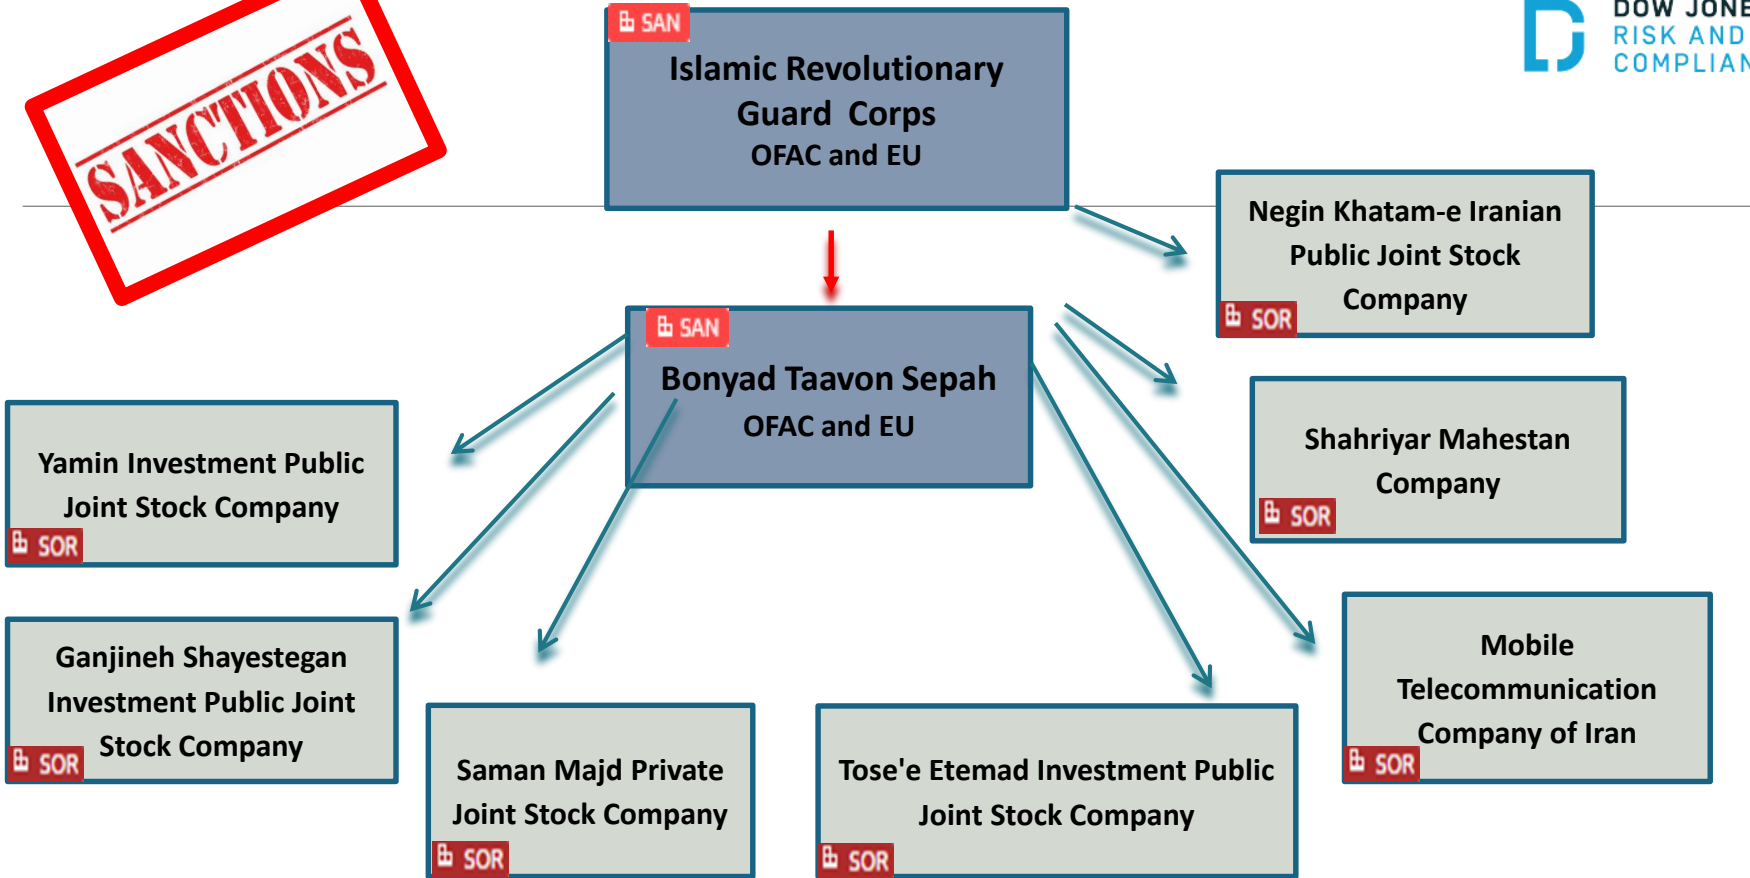 SANCTIONS
SAN
Islamic Revolutionary
Guard Corps
OFAC and EU
DOW JONE
RISK AND
COMPLIAN
Negin Khatam-e Iranian
Public Joint Stock
Company
SOR
SAN
Bonyad Taavon Sepah
OFAC and EU
Shahriyar Mahestan
Company
SOR
Yamin Investment Public
Joint Stock Company
SOR
Ganjineh Shayestegan
Investment Public Joint
Stock Company
SOR
Saman Majd Private
Joint Stock Company
SOR
Tose'e Etemad Investment Public
Joint Stock Company
SOR
Mobile
Telecommunication
Company of Iran
SOR